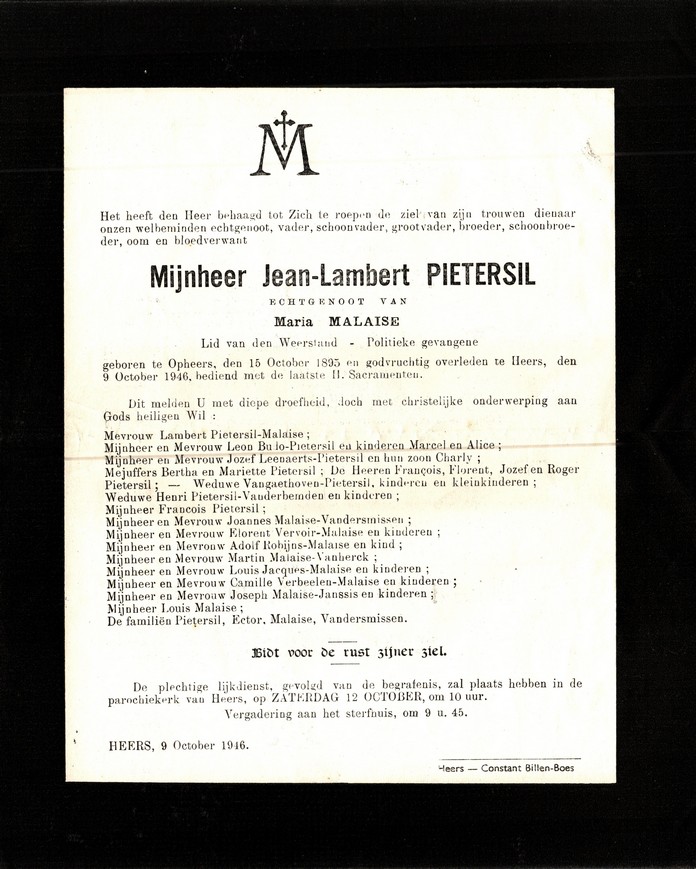 M
Het heeft den Heer behaagd tot Zich te roepen de ziel van zijn trouwen dienaar
onzen welbeminden echtgenoot, vader, schoonvader, grootvader, broeder, schoonbroe-
der, oom en bloedverwant
Mijnheer Jean-Lambert PIETERSIL
ECHTGENOOT VAN
Maria MALAISE
Lid van den Weerstand - Politieke gevangene
geboren te Opheers, den 15 October 1895 en godvruchtig overleden te Heers, den
9 October 1946, bediend met de laatste H. Sacramenten.
Dit melden U met diepe droefheid, doch met christelijke onderwerping aan
Gods heiligen Wil :
Mevrouw Lambert Pietersil-Malaise ;
Mijnheer en Mevrouw Leon Bulo-Pietersil en kinderen Marcel en Alice ;
Mijnheer en Mevrouw Jozef Leenaerts-Pietersil en hun zoon Charly ;
Mejuffers Bertha en Mariette Pietersil ; De Heeren François, Florent, Jozef en Roger
Pietersil ; — Weduwe Vangaethoven-Pietersil, kinderen en kleinkinderen ;
Weduwe Henri Pietersil-Vanderbemden en kinderen ;
Mijnheer Francois Pietersil ;
Mijnheer en Mevrouw Joannes Malaise-Vandersmissen ;
Mijnheer en Mevrouw Florent Vervoir-Malaise en kinderen ;
Mijnheer en Mevrouw Adolf Robijns-Malaise en kind ;
Mijnheer en Mevrouw Martin Malaise-Vanherck ;
Mijnheer en Mevrouw Louis Jacques-Malaise en kinderen ;
Mijnheer en Mevrouw Camille Verbeelen-Malaise en kinderen ;
Mijnheer en Mevrouw Joseph Malaise-Janssis en kinderen ;
Mijnheer Louis Malaise ;
De familiën Pietersil, Ector, Malaise, Vandersmissen.
Bidt voor de rust zijner ziel.
De plechtige lijkdienst, gevolgd van de begrafenis, zal plaats hebben in de
parochiekerk van Heers, op ZATERDAG 12 OCTOBER, om 10 uur.
Vergadering aan het sterfhuis, om 9 u. 45.
HEERS, 9 October 1946.
Heers — Constant Billen-Boes